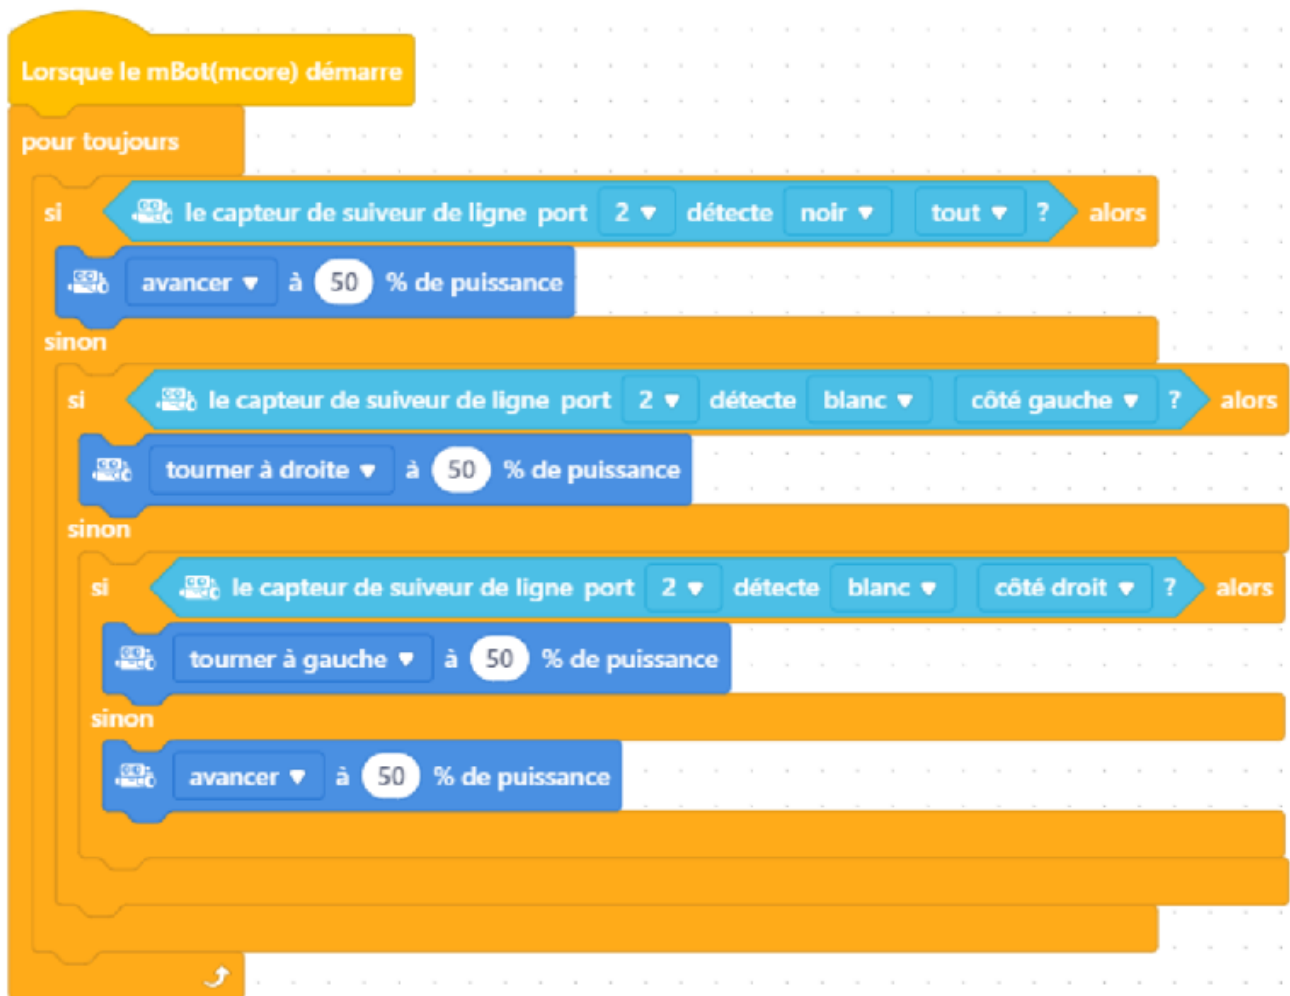 Lorsque le mBot(mcore) démarre
pour toujours
si le capteur de suiveur de ligne port 2 détecte noir tout ? alors
avancer à 50 % de puissance
sinon
si le capteur de suiveur de ligne port 2 détecte blanc côté gauche ? alors
tourner à droite à 50 % de puissance
sinon
si le capteur de suiveur de ligne port 2 détecte blanc côté droit ? alors
tourner à gauche à 50 % de puissance
sinon
avancer à 50 % de puissance